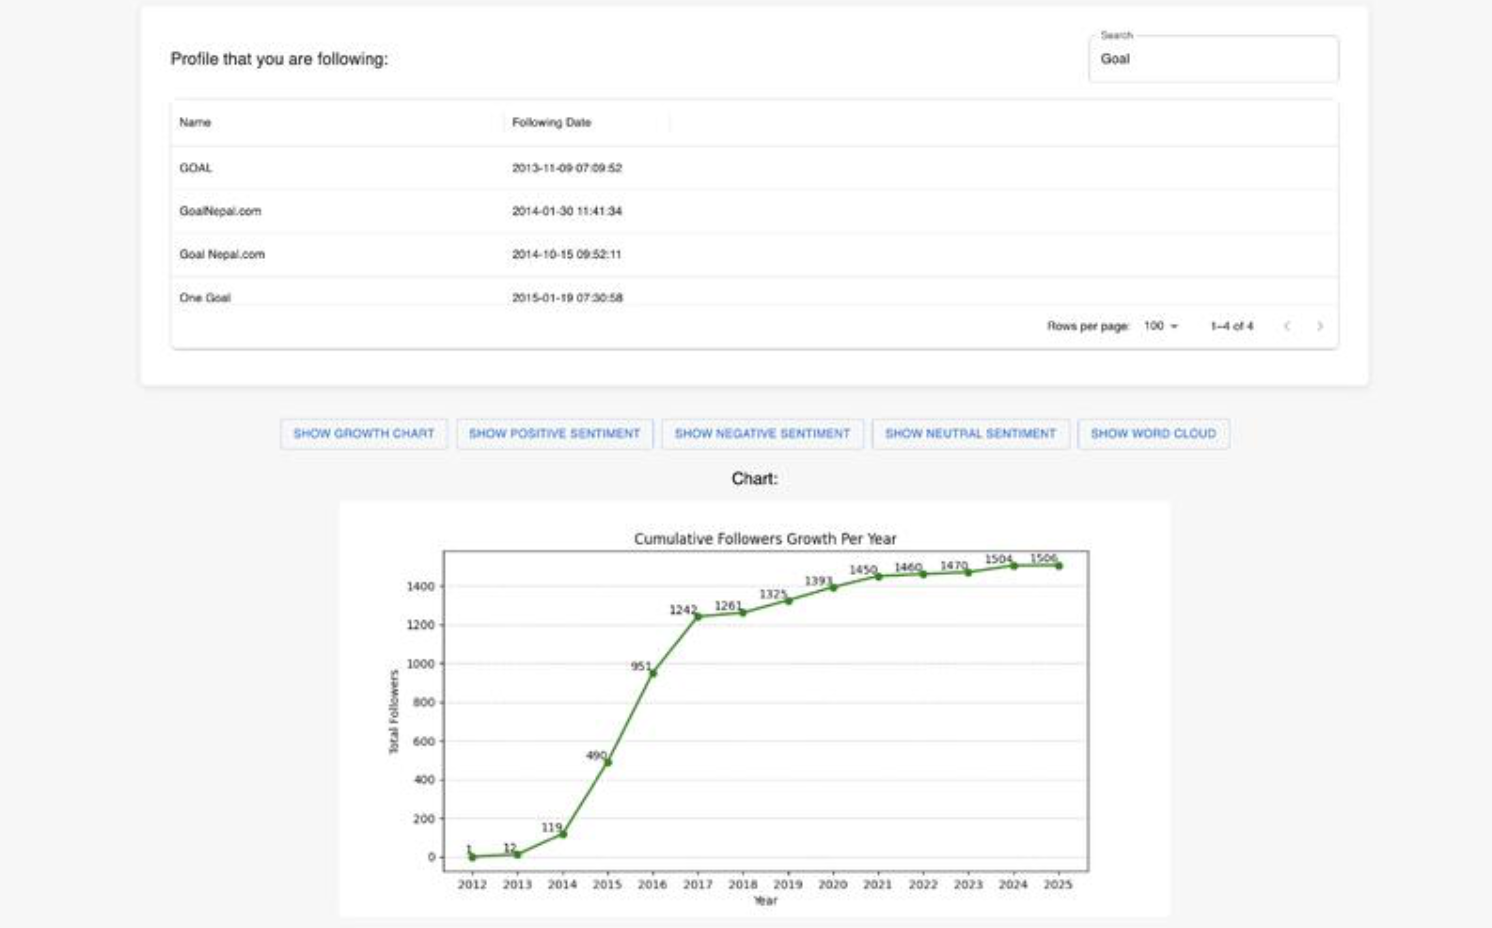 Search
Profile that you are following:
Goal
Name Following Date
GOAL 2013-11-09 07:09:52
GoalNepal.com 2014-01-30 11:41:34
Goal Nepal.com 2014-10-15 09:52:11
One Goal 2015-01-19 07:30:58
Rows per page: 100 1–4 of 4
SHOW GROWTH CHART SHOW POSITIVE SENTIMENT SHOW NEGATIVE SENTIMENT SHOW NEUTRAL SENTIMENT SHOW WORD CLOUD
Chart:
Cumulative Followers Growth Per Year
Total Followers
1400
1200
1000
800
600
400
200
0
1 12 119 490 951 1242 1261 1325 1393 1450 1460 1470 1504 1506
2012 2013 2014 2015 2016 2017 2018 2019 2020 2021 2022 2023 2024 2025
Year